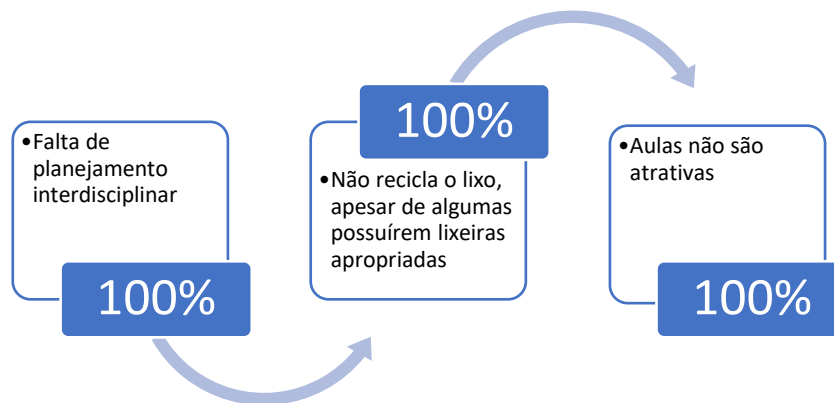 •Falta de
planejamento
interdisciplinar
100%
100%
•Não recicla o lixo,
apesar de algumas
possuírem lixeiras
apropriadas
•Aulas não são
atrativas
100%